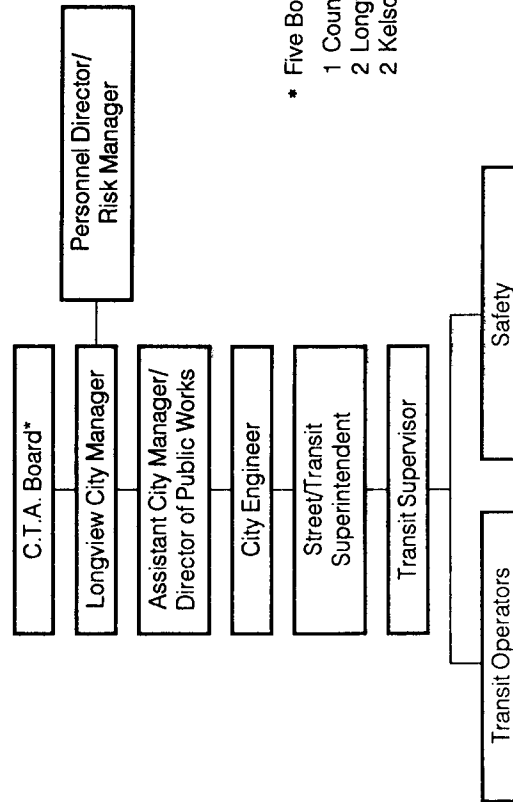 C.T.A. Board*
Longview City Manager
Personnel Director/
Risk Manager
Assistant City Manager/
Director of Public Works
City Engineer
Street/Transit
Superintendent
Transit Supervisor
Transit Operators
Safety
* Five Bo
1 Coun
2 Long
2 Kelso